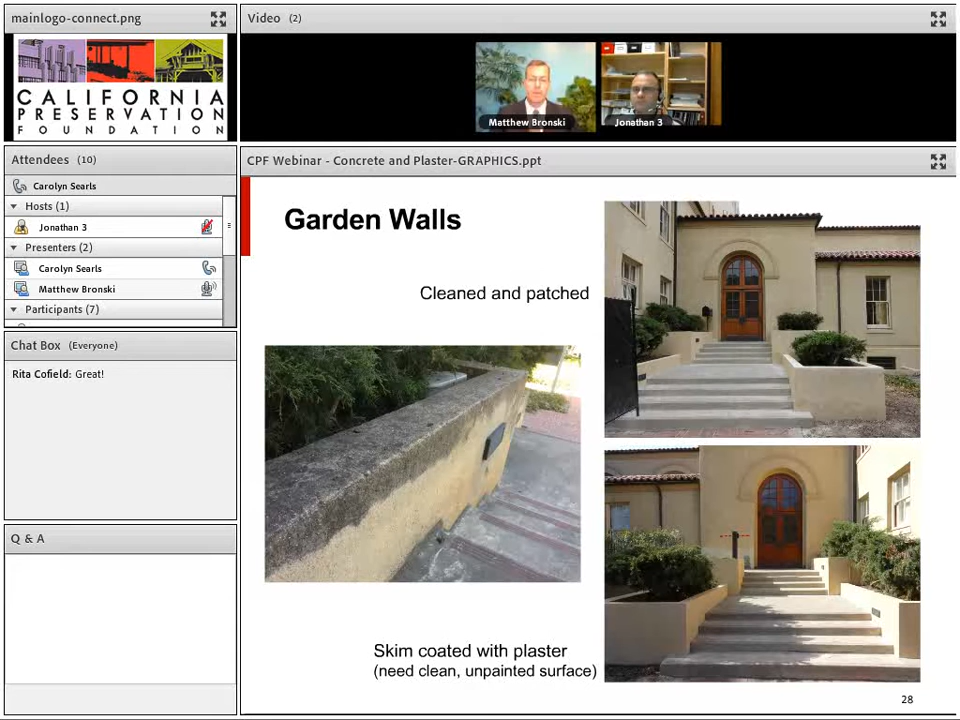 mainlogo-connect.png
CALIFORNIA
PRESERVATION
FOUNDATION
Video (2)
Matthew Bronski
Jonathan 3
Attendees (10)
Carolyn Searls
Hosts (1)
Jonathan 3
Presenters (2)
Carolyn Searls
Matthew Bronski
Participants (7)
Chat Box (Everyone)
Rita Cofield: Great!
Q & A
CPF Webinar - Concrete and Plaster-GRAPHICS.ppt
Garden Walls
Cleaned and patched
Skim coated with plaster
(need clean, unpainted surface)
28